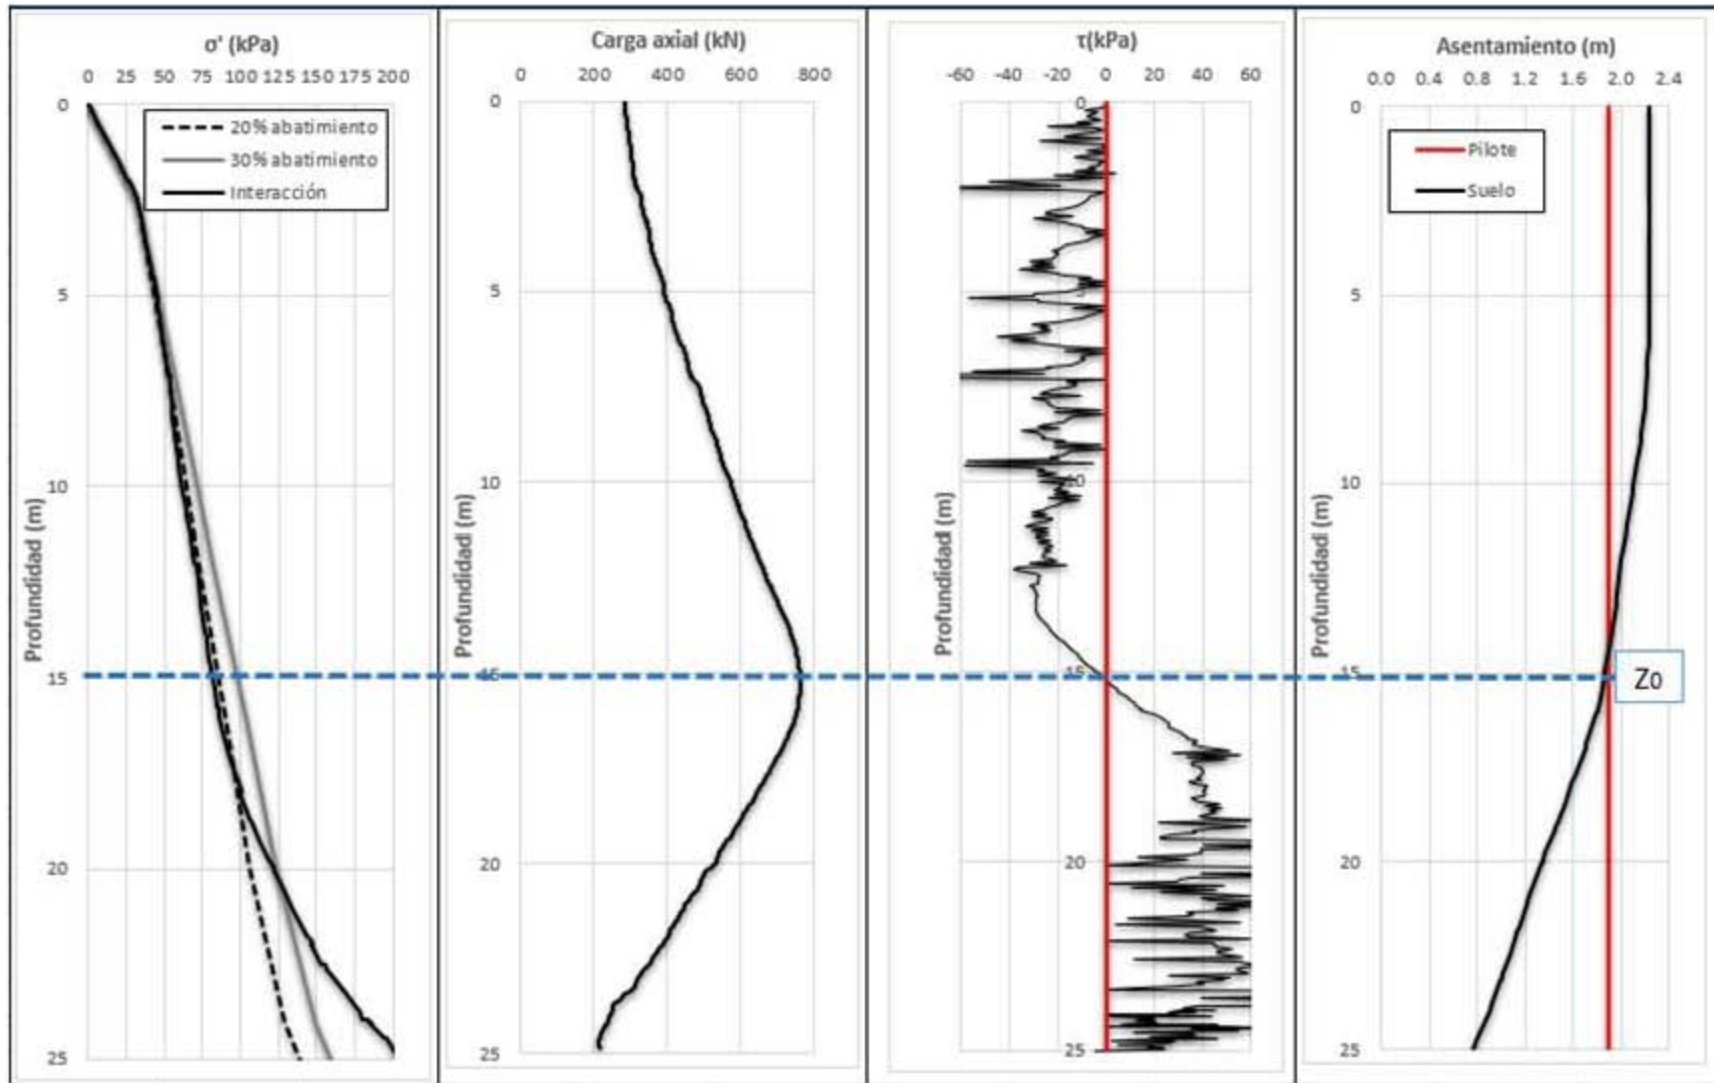 σ' (kPa)
0 25 50 75 100 125 150 175 200
0
20% abatimiento
30% abatimiento
Interacción
5
10
15
20
25
Profundidad (m)
Carga axial (kN)
0 200 400 600 800
0
5
10
15
20
25
Profundidad (m)
τ(kPa)
-60 -40 -20 0 20 40 60
0
5
10
15
20
25
Profundidad (m)
Asentamiento (m)
0.0 0.4 0.8 1.2 1.6 2.0 2.4
0
Pilote
Suelo
5
10
15
20
25
Profundidad (m)
Z0